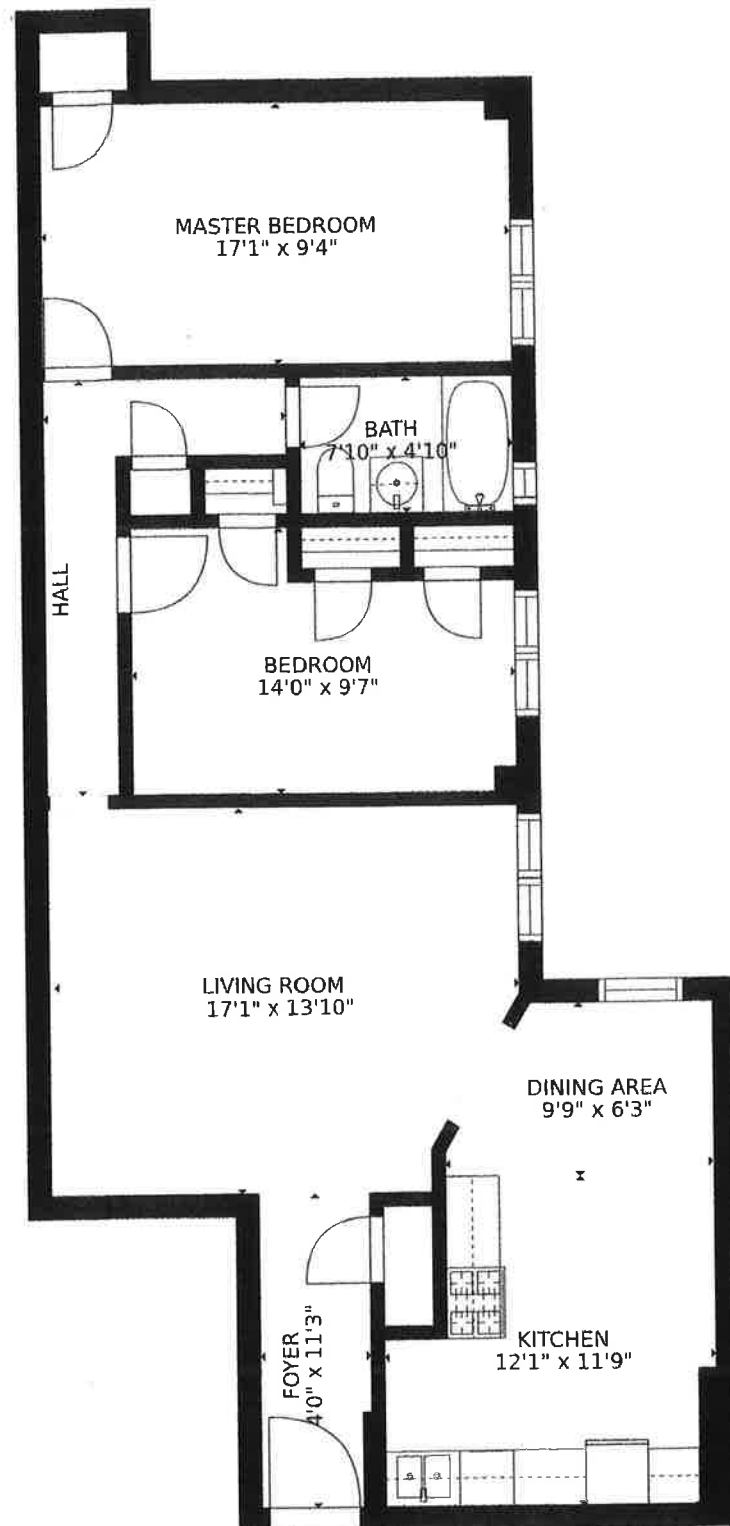 MASTER BEDROOM
17'1" x 9'4"
BATH
7'10" x 4'10"
HALL
BEDROOM
14'0" x 9'7"
LIVING ROOM
17'1" x 13'10"
DINING AREA
9'9" x 6'3"
FOYER
4'0" x 11'3"
KITCHEN
12'1" x 11'9"